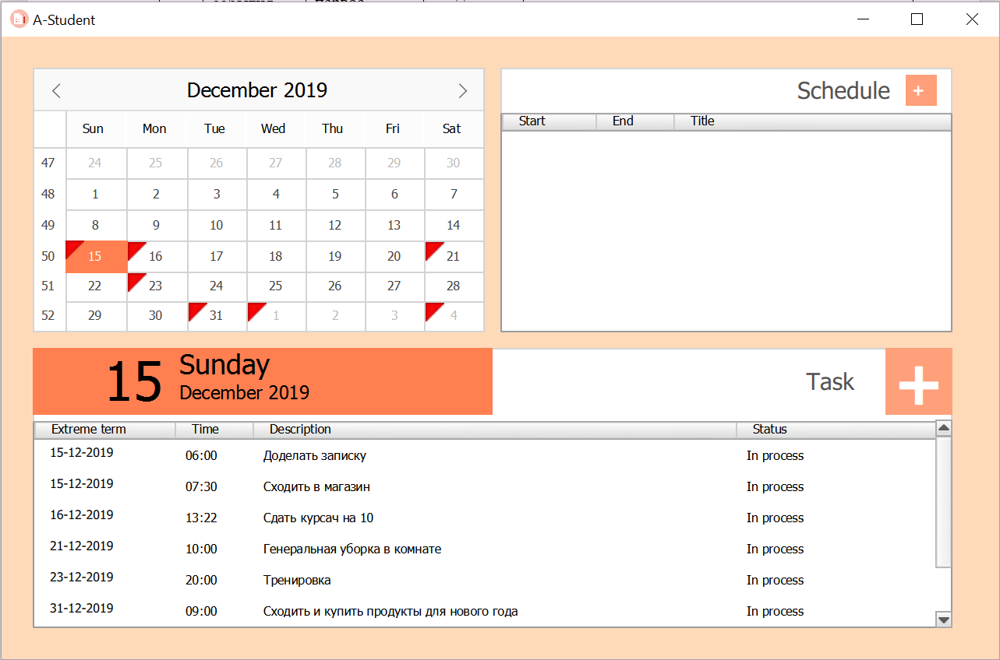 A-Student
December 2019
Sun Mon Tue Wed Thu Fri Sat
47 24 25 26 27 28 29 30
48 1 2 3 4 5 6 7
49 8 9 10 11 12 13 14
50 15 16 17 18 19 20 21
51 22 23 24 25 26 27 28
52 29 30 31 1 2 3 4
Schedule +
Start End Title
15 Sunday
December 2019
Task
Extreme term Time Description Status
15-12-2019 06:00 Доделать записку In process
15-12-2019 07:30 Сходить в магазин In process
16-12-2019 13:22 Сдать курсач на 10 In process
21-12-2019 10:00 Генеральная уборка в комнате In process
23-12-2019 20:00 Тренировка In process
31-12-2019 09:00 Сходить и купить продукты для нового года In process